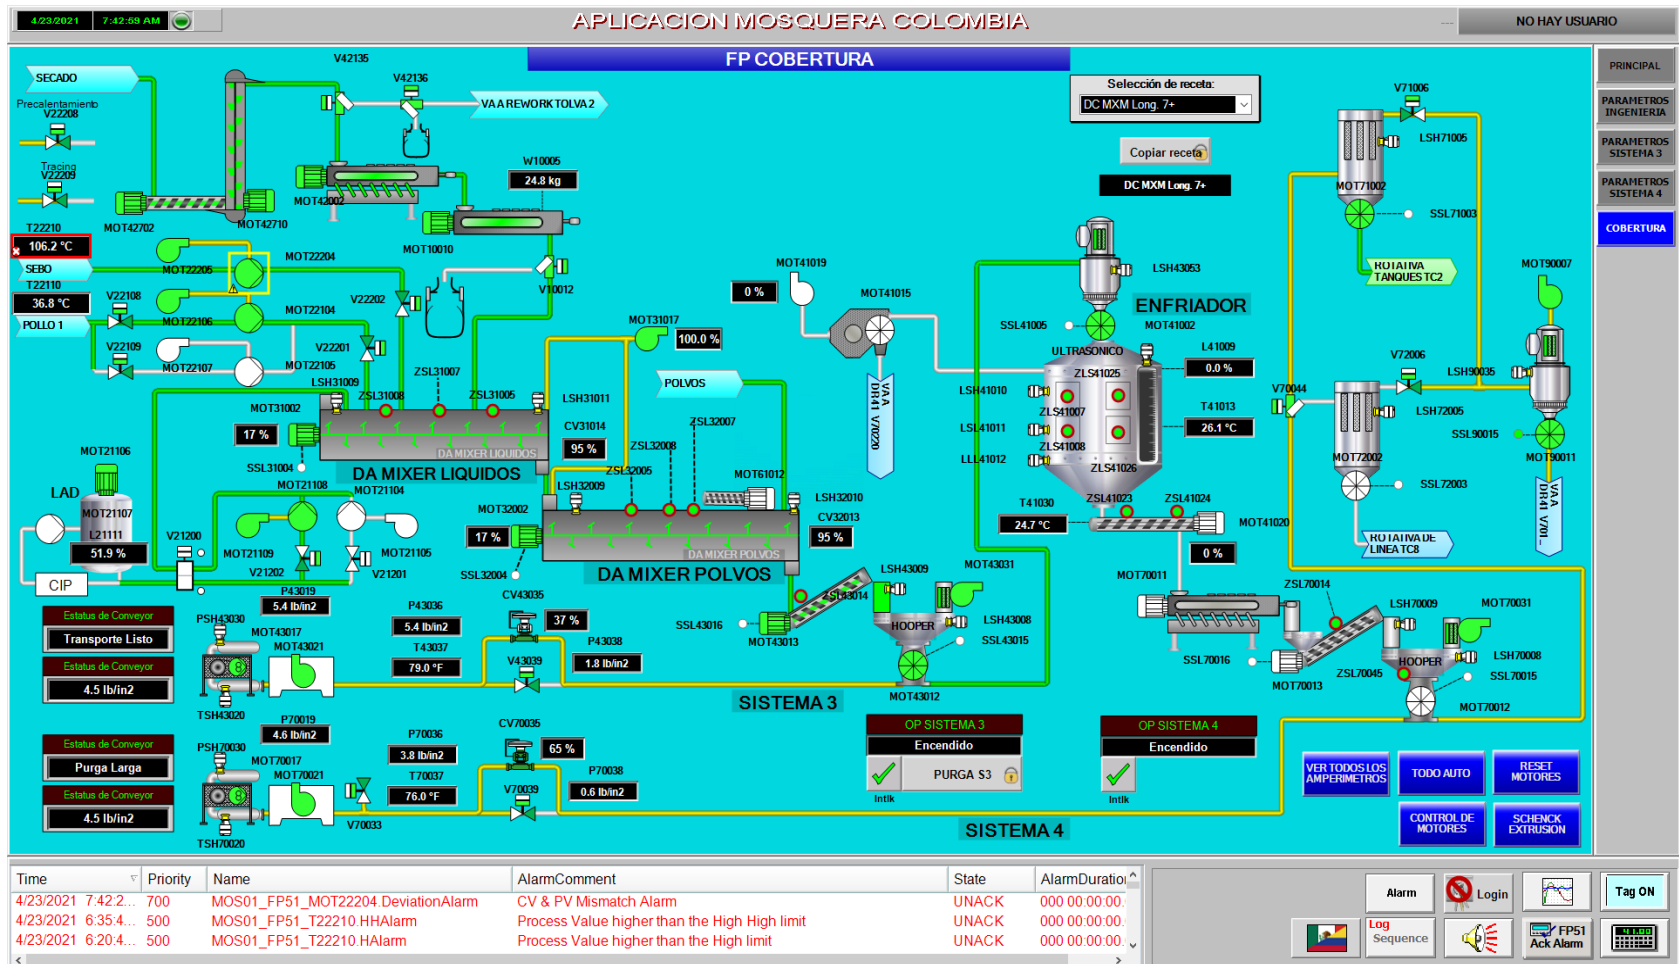 4/23/2021 7:42:59 AM
APLICACION MOSQUERA COLOMBIA
NO HAY USUARIO
FP COBERTURA
PRINCIPAL
PARAMETROS
INGENIERIA
PARAMETROS
SISTEMA 3
PARAMETROS
SISTEMA 4
COBERTURA
SECADO
Precalentamiento
V22208
Tracing
V22209
V42135
V42136
VA A REWORK TOLVA 2
Selección de receta:
DC MXM Long. 7+
Copiar receta
DC MXM Long. 7+
W10005
24.8 kg
MOT42702
MOT42710
MOT42002
MOT10010
V10012
T22210
106.2 °C
SEBO
T22110
36.8 °C
POLLO 1
MOT22205
MOT22204
MOT22106
MOT22104
MOT22107
MOT22105
V22108
V22109
V22202
V22201
MOT31017
100.0 %
LSH31009
ZSL31008
ZSL31007
ZSL31005
LSH31011
MOT31002
17 %
SSL31004
CV31014
95 %
DA MIXER LIQUIDOS
DA MIXER LIQUIDOS
POLVOS
LSH32009
ZSL32005
ZSL32008
ZSL32007
MOT61012
LSH32010
MOT32002
17 %
SSL32004
CV32013
95 %
DA MIXER POLVOS
DA MIXER POLVOS
MOT21106
LAD
MOT21107
L21111
51.9 %
CIP
V21200
MOT21108
MOT21104
MOT21109
MOT21105
V21202
V21201
MOT41019
0 %
MOT41015
VA A
DR41 V70220
LSH43053
ENFRIADOR
SSL41005
MOT41002
ULTRASONICO
L41009
0.0 %
LSH41010
ZLS41025
ZLS41007
T41013
26.1 °C
LSL41011
ZLS41008
LLL41012
ZLS41026
T41030
24.7 °C
ZSL41023
ZSL41024
MOT41020
0 %
V71006
LSH71005
MOT71002
SSL71003
ROTATIVA
TANQUES TC2
MOT90007
V72006
LSH90035
V70044
LSH72005
SSL90015
MOT72002
MOT90011
SSL72003
ROTATIVA DE
LINEA TC8
VA A
DR41 V701...
Estatus de Conveyor
Transporte Listo
Estatus de Conveyor
4.5 lb/in2
PSH43030
P43019
5.4 lb/in2
MOT43017
MOT43021
TSH43020
P43036
5.4 lb/in2
T43037
79.0 °F
CV43035
37 %
V43039
P43038
1.8 lb/in2
SSL43016
MOT43013
ZSL43014
LSH43009
MOT43031
LSH43008
HOOPER
SSL43015
MOT43012
SISTEMA 3
MOT70011
ZSL70014
LSH70009
MOT70031
SSL70016
MOT70013
ZSL70045
HOOPER
LSH70008
SSL70015
MOT70012
Estatus de Conveyor
Purga Larga
Estatus de Conveyor
4.5 lb/in2
PSH70030
P70019
4.6 lb/in2
MOT70017
MOT70021
TSH70020
V70033
P70036
3.8 lb/in2
T70037
76.0 °F
CV70035
65 %
V70039
P70038
0.6 lb/in2
SISTEMA 4
OP SISTEMA 3
Encendido
PURGA S3
Intlk
OP SISTEMA 4
Encendido
Intlk
VER TODOS LOS
AMPERIMETROS
TODO AUTO
RESET
MOTORES
CONTROL DE
MOTORES
SCHENCK
EXTRUSION
Time Priority Name AlarmComment State AlarmDuration
4/23/2021 7:42:2... 700 MOS01_FP51_MOT22204.DeviationAlarm CV & PV Mismatch Alarm UNACK 000 00:00:00.
4/23/2021 6:35:4... 500 MOS01_FP51_T22210.HHAlarm Process Value higher than the High High limit UNACK 000 00:00:00.
4/23/2021 6:20:4... 500 MOS01_FP51_T22210.HAlarm Process Value higher than the High limit UNACK 000 00:00:00.
Alarm
Login
Tag ON
Log
Sequence
FP51
Ack Alarm
41.00